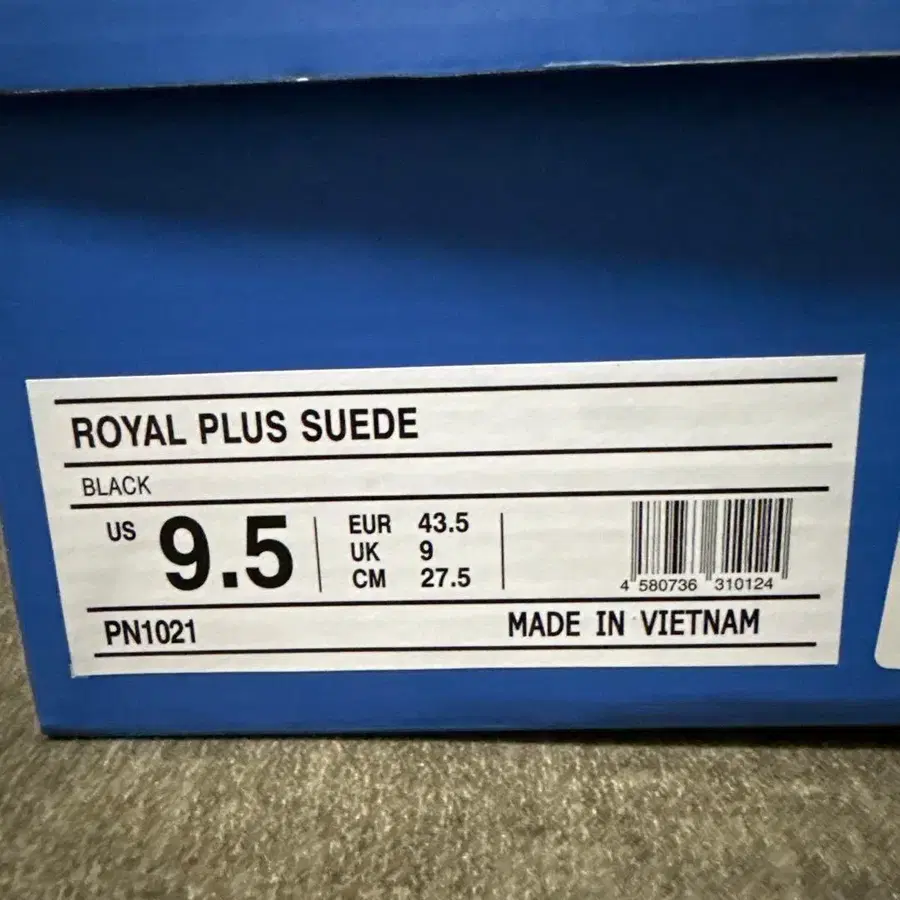 ROYAL PLUS SUEDE
BLACK
US 9.5
EUR 43.5
UK 9
CM 27.5
4 580736 310124
PN1021 MADE IN VIETNAM